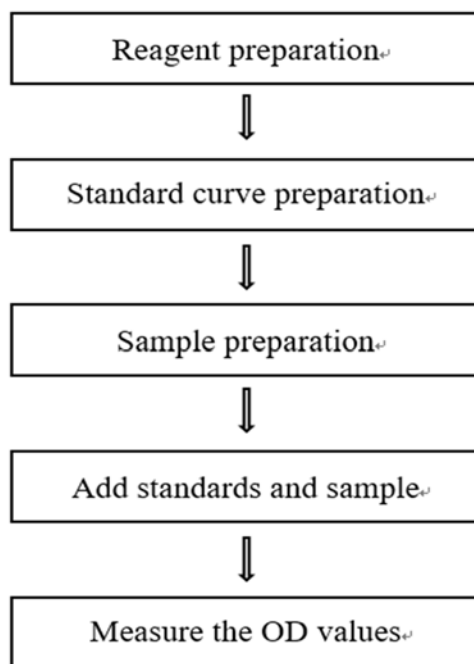 Reagent preparation
Standard curve preparation
Sample preparation
Add standards and sample
Measure the OD values